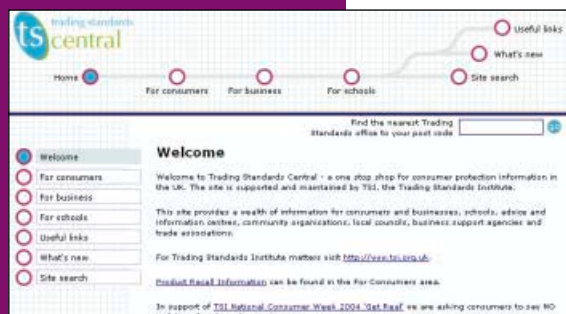 ts trading standards
central
Useful links
What's new
Home
For consumers
For business
For schools
Site search
Find the nearest Trading
Standards office to your post code
GO
Welcome
For consumers
For business
For schools
Useful links
What's new
Site search
Welcome
Welcome to Trading Standards Central - a one stop shop for consumer protection information in
the UK. The site is supported and maintained by TSI, the Trading Standards Institute.
This site provides a wealth of information for consumers and businesses, schools, advice and
information centres, community organisations, local councils, business support agencies and
trade associations.
For Trading Standards Institute matters visit http://www.tsi.org.uk.
Product Recall Information can be found in the For Consumers area.
In support of TSI National Consumer Week 2004 'Get Real' we are asking consumers to say NO